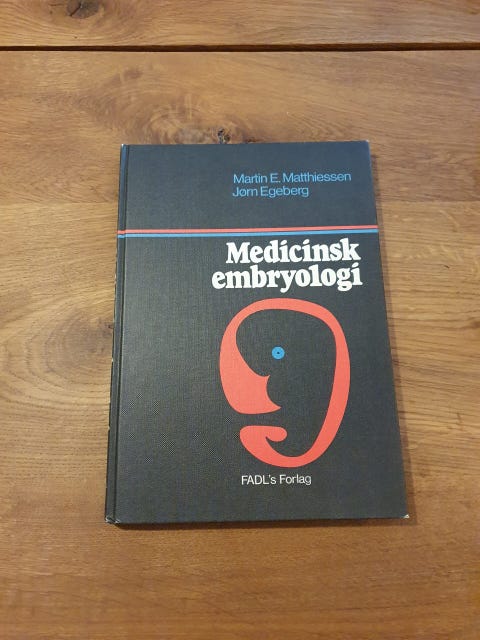 Martin E. Matthiessen
Jørn Egeberg
Medicinsk
embryologi
FADL's Forlag